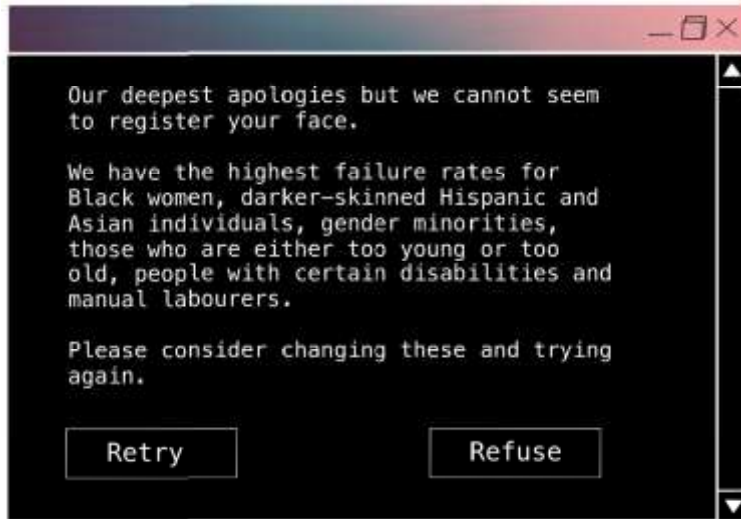 Our deepest apologies but we cannot seem
to register your face.
We have the highest failure rates for
Black women, darker-skinned Hispanic and
Asian individuals, gender minorities,
those who are either too young or too
old, people with certain disabilities and
manual labourers.
Please consider changing these and trying
again.
Retry Refuse